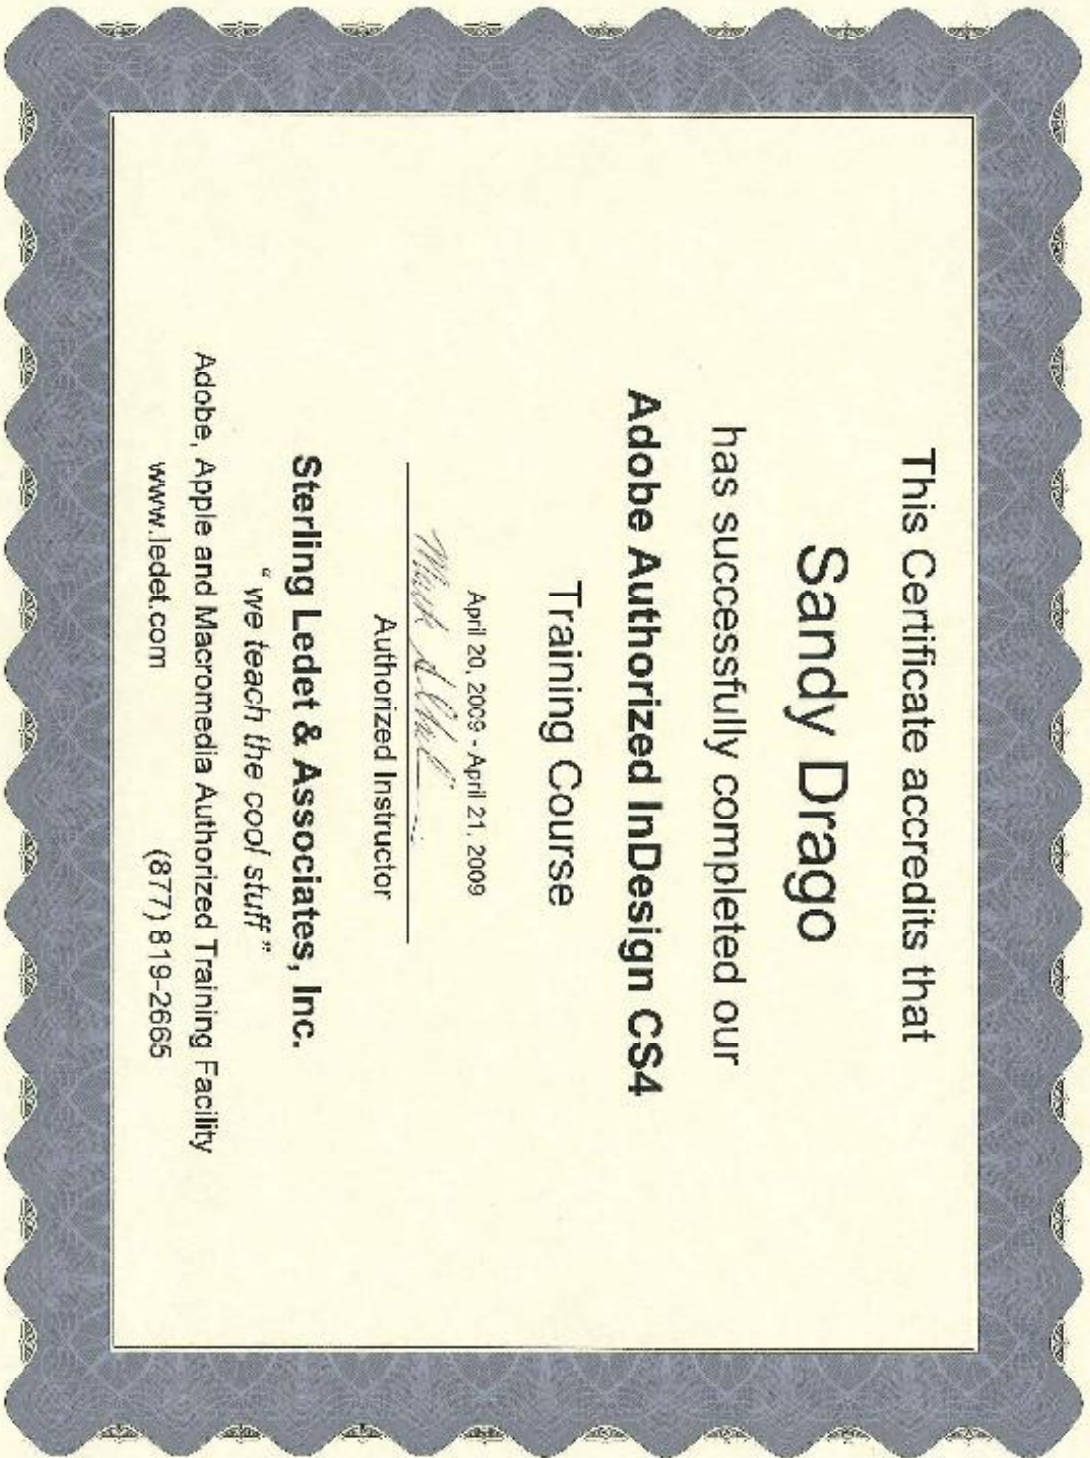 This Certificate accredits that
Sandy Drago
has successfully completed our
Adobe Authorized InDesign CS4
Training Course
April 20, 2009 - April 21, 2009
Authorized Instructor
Sterling Ledet & Associates, Inc.
" we teach the cool stuff "
Adobe, Apple and Macromedia Authorized Training Facility
www.ledet.com (877) 819-2665